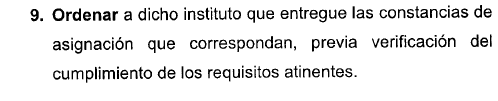 9. Ordenar a dicho instituto que entregue las constancias de
asignación que correspondan, previa verificación del
cumplimiento de los requisitos atinentes.